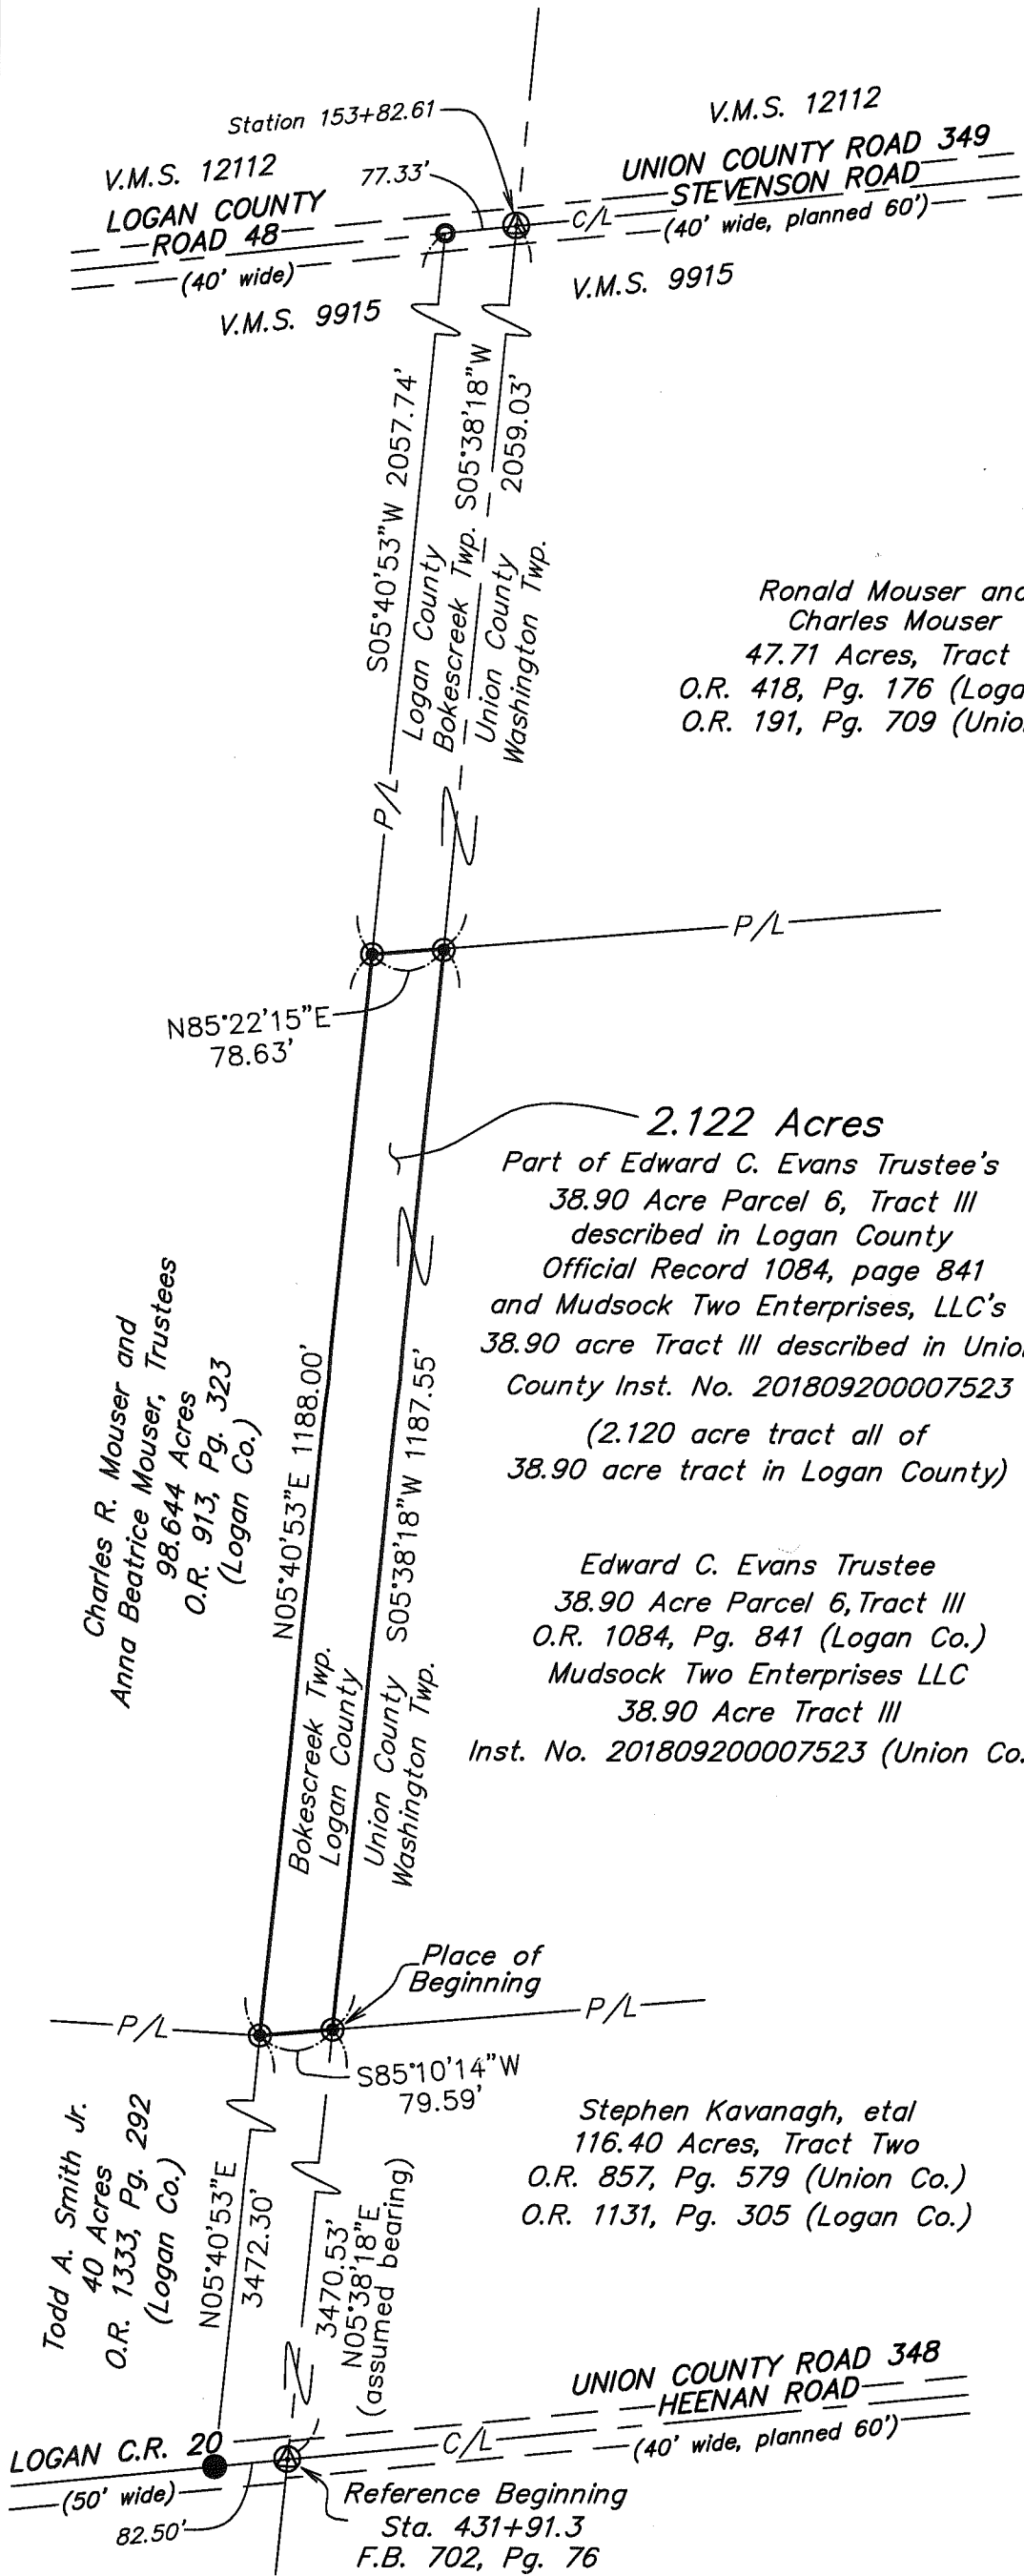 Station 153+82.61
V.M.S. 12112
V.M.S. 12112
77.33'
LOGAN COUNTY
ROAD 48
(40' wide)
UNION COUNTY ROAD 349
STEVENSON ROAD
C/L
(40' wide, planned 60')
V.M.S. 9915
V.M.S. 9915
S05°40'53"W 2057.74'
Logan County
Bokescreek Twp.
S05°38'18"W
2059.03'
Union County
Washington Twp.
P/L
Ronald Mouser and
Charles Mouser
47.71 Acres, Tract
O.R. 418, Pg. 176 (Loga
O.R. 191, Pg. 709 (Unio
P/L
N85°22'15"E
78.63'
2.122 Acres
Part of Edward C. Evans Trustee's
38.90 Acre Parcel 6, Tract III
described in Logan County
Official Record 1084, page 841
and Mudsock Two Enterprises, LLC's
38.90 acre Tract III described in Unio
County Inst. No. 201809200007523
(2.120 acre tract all of
38.90 acre tract in Logan County)
Charles R. Mouser and
Anna Beatrice Mouser, Trustees
98.644 Acres
O.R. 913, Pg. 323
(Logan Co.)
N05°40'53"E 1188.00'
S05°38'18"W 1187.55'
Bokescreek Twp.
Logan County
Union County
Washington Twp.
Edward C. Evans Trustee
38.90 Acre Parcel 6, Tract III
O.R. 1084, Pg. 841 (Logan Co.)
Mudsock Two Enterprises LLC
38.90 Acre Tract III
Inst. No. 201809200007523 (Union Co.
Place of
Beginning
P/L
P/L
S85°10'14"W
79.59'
Todd A. Smith Jr.
40 Acres
O.R. 1333, Pg. 292
(Logan Co.)
N05°40'53"E
3472.30'
3470.53'
N05°38'18"E
(assumed bearing)
Stephen Kavanagh, etal
116.40 Acres, Tract Two
O.R. 857, Pg. 579 (Union Co.)
O.R. 1131, Pg. 305 (Logan Co.)
UNION COUNTY ROAD 348
HEENAN ROAD
C/L
(40' wide, planned 60')
LOGAN C.R. 20
(50' wide)
82.50'
Reference Beginning
Sta. 431+91.3
F.B. 702, Pg. 76